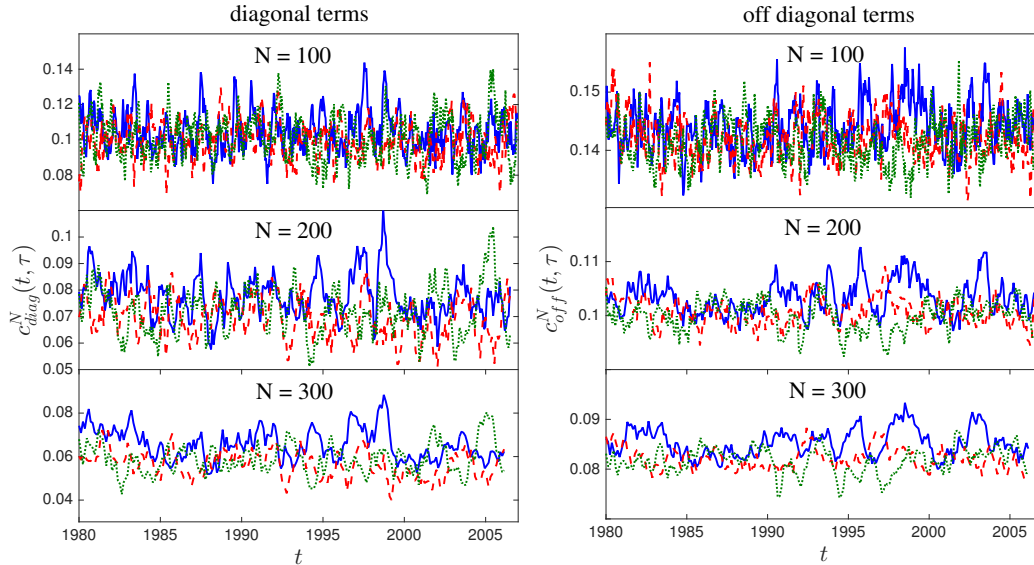 diagonal terms
off diagonal terms
N = 100
0.14
0.12
0.1
0.08
N = 200
0.1
0.09
0.08
0.07
0.06
0.05
N = 300
0.08
0.06
0.04
1980 1985 1990 1995 2000 2005
t
c^N_{diag}(t, τ)
N = 100
0.15
0.14
N = 200
0.11
0.1
N = 300
0.09
0.08
1980 1985 1990 1995 2000 2005
t
c^N_{off}(t, τ)